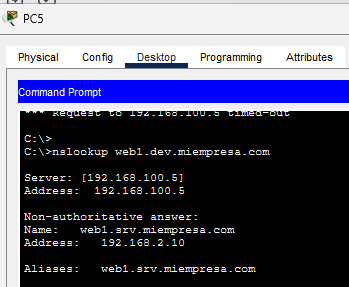 PC5
Physical Config Desktop Programming Attributes
Command Prompt
*** Request to 192.168.100.5 timed-out
C:\>
C:\>nslookup web1.dev.miempresa.com
Server: [192.168.100.5]
Address:  192.168.100.5
Non-authoritative answer:
Name:   web1.srv.miempresa.com
Address:   192.168.2.10
Aliases:   web1.srv.miempresa.com